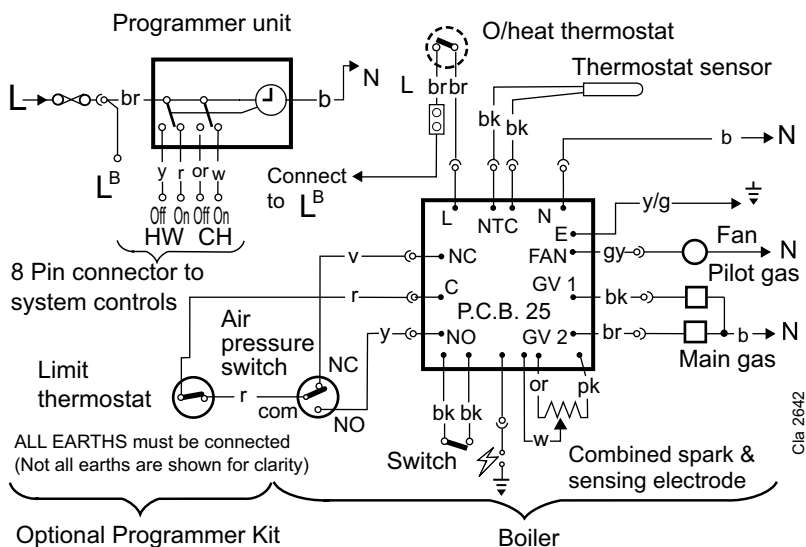 Programmer unit
O/heat thermostat
Thermostat sensor
L br b N
L br br
bk bk
b N
L B
y r or w
Off On Off On
HW CH
Connect to L B
8 Pin connector to
system controls
L NTC N
E y/g
v NC FAN gy Fan N
Pilot gas
r C GV 1 bk
P.C.B. 25
y NO GV 2 br b N
Main gas
Air
pressure
switch NC
Limit
thermostat
r com
NO
or pk
bk bk w
Switch
Combined spark &
sensing electrode
ALL EARTHS must be connected
(Not all earths are shown for clarity)
Cla 2642
Optional Programmer Kit
Boiler